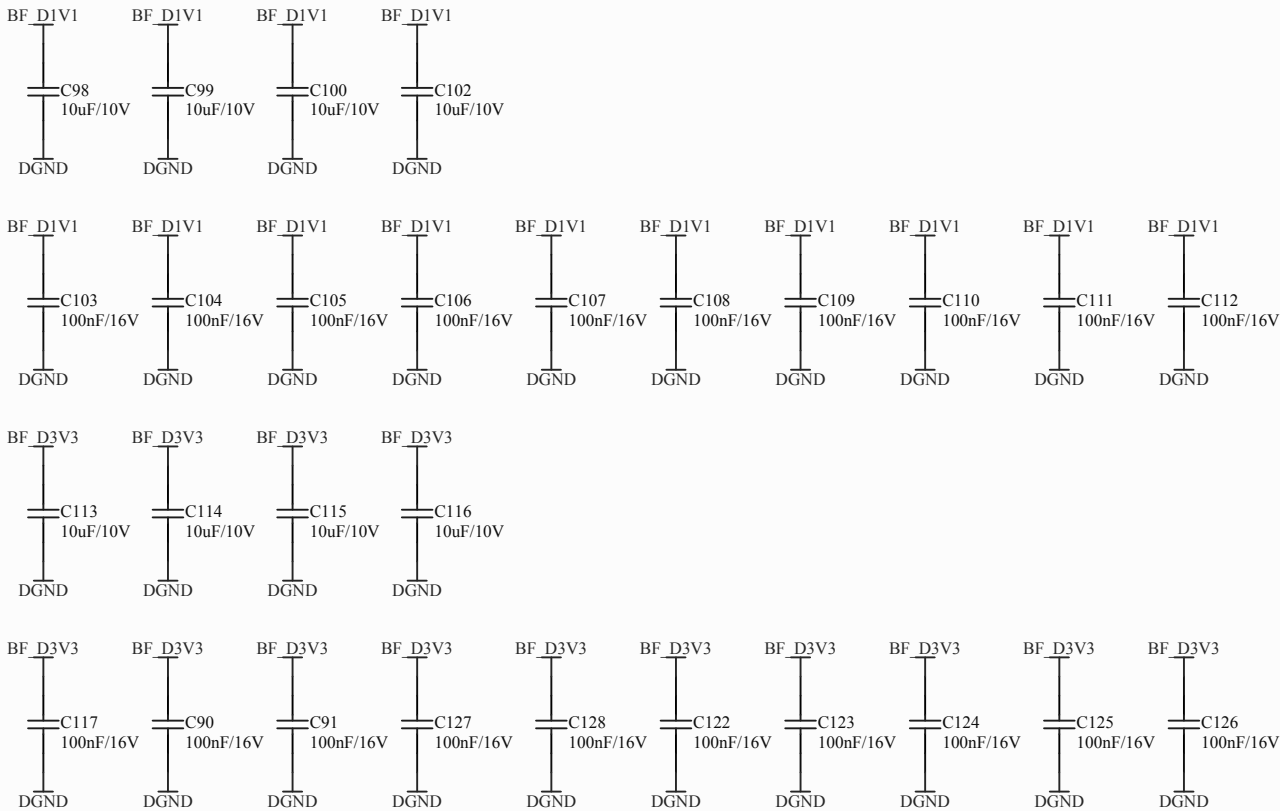 BF_D1V1 BF_D1V1 BF_D1V1 BF_D1V1
C98 C99 C100 C102
10uF/10V 10uF/10V 10uF/10V 10uF/10V
DGND DGND DGND DGND
BF_D1V1 BF_D1V1 BF_D1V1 BF_D1V1 BF_D1V1 BF_D1V1 BF_D1V1 BF_D1V1 BF_D1V1 BF_D1V1
C103 C104 C105 C106 C107 C108 C109 C110 C111 C112
100nF/16V 100nF/16V 100nF/16V 100nF/16V 100nF/16V 100nF/16V 100nF/16V 100nF/16V 100nF/16V 100nF/16V
DGND DGND DGND DGND DGND DGND DGND DGND DGND DGND
BF_D3V3 BF_D3V3 BF_D3V3 BF_D3V3
C113 C114 C115 C116
10uF/10V 10uF/10V 10uF/10V 10uF/10V
DGND DGND DGND DGND
BF_D3V3 BF_D3V3 BF_D3V3 BF_D3V3 BF_D3V3 BF_D3V3 BF_D3V3 BF_D3V3 BF_D3V3 BF_D3V3
C117 C90 C91 C127 C128 C122 C123 C124 C125 C126
100nF/16V 100nF/16V 100nF/16V 100nF/16V 100nF/16V 100nF/16V 100nF/16V 100nF/16V 100nF/16V 100nF/16V
DGND DGND DGND DGND DGND DGND DGND DGND DGND DGND